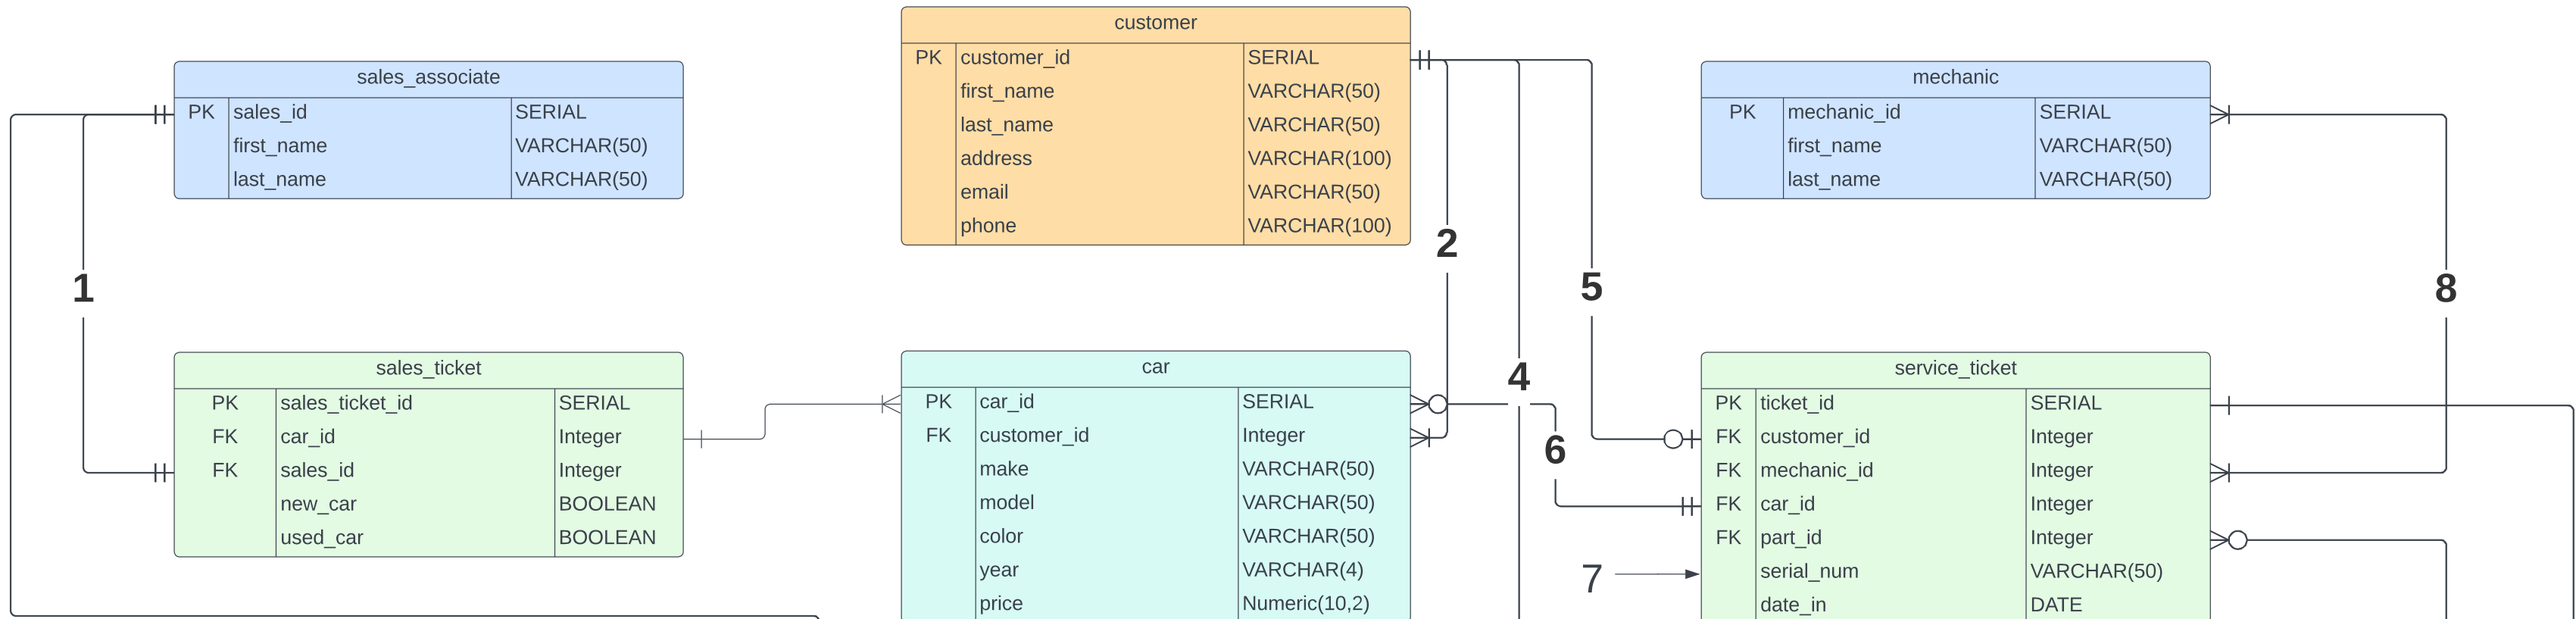 customer
PK customer_id SERIAL
first_name VARCHAR(50)
last_name VARCHAR(50)
address VARCHAR(100)
email VARCHAR(50)
phone VARCHAR(100)
sales_associate
PK sales_id SERIAL
first_name VARCHAR(50)
last_name VARCHAR(50)
mechanic
PK mechanic_id SERIAL
first_name VARCHAR(50)
last_name VARCHAR(50)
1
2
5
8
4
6
7
sales_ticket
PK sales_ticket_id SERIAL
FK car_id Integer
FK sales_id Integer
new_car BOOLEAN
used_car BOOLEAN
car
PK car_id SERIAL
FK customer_id Integer
make VARCHAR(50)
model VARCHAR(50)
color VARCHAR(50)
year VARCHAR(4)
price Numeric(10,2)
service_ticket
PK ticket_id SERIAL
FK customer_id Integer
FK mechanic_id Integer
FK car_id Integer
FK part_id Integer
serial_num VARCHAR(50)
date_in DATE